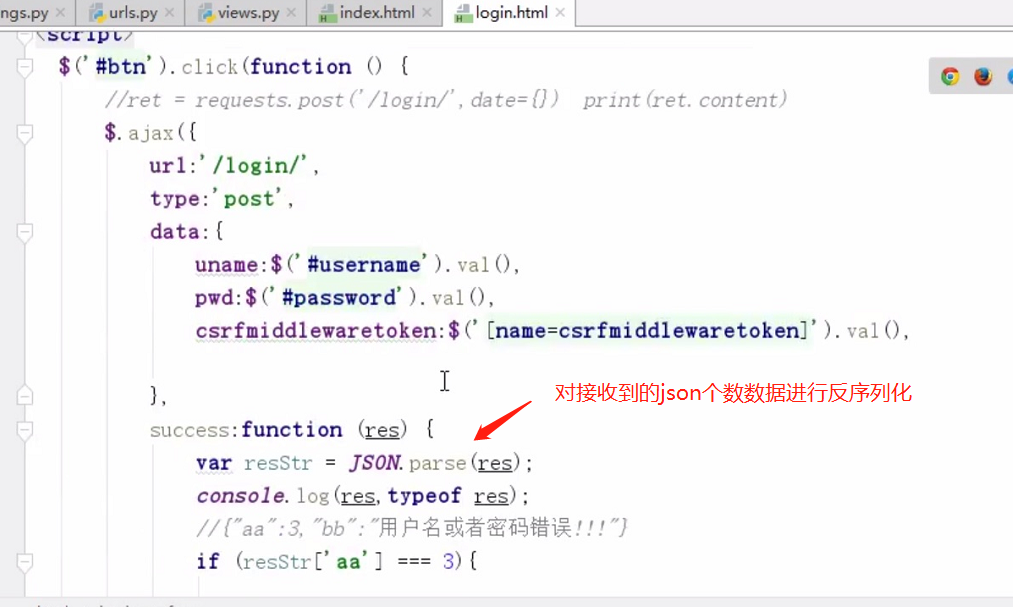 ngs.py urls.py views.py index.html login.html
<script>
$('#btn').click(function () {
//ret = requests.post('/login/',date={}) print(ret.content)
$.ajax({
url:'/login/',
type:'post',
data:{
uname:$('#username').val(),
pwd:$('#password').val(),
csrfmiddlewaretoken:$('[name=csrfmiddlewaretoken]').val(),
},
对接收到的json个数数据进行反序列化
success:function (res) {
var resStr = JSON.parse(res);
console.log(res,typeof res);
//{"aa":3,"bb":"用户名或者密码错误!!!"}
if (resStr['aa'] === 3){